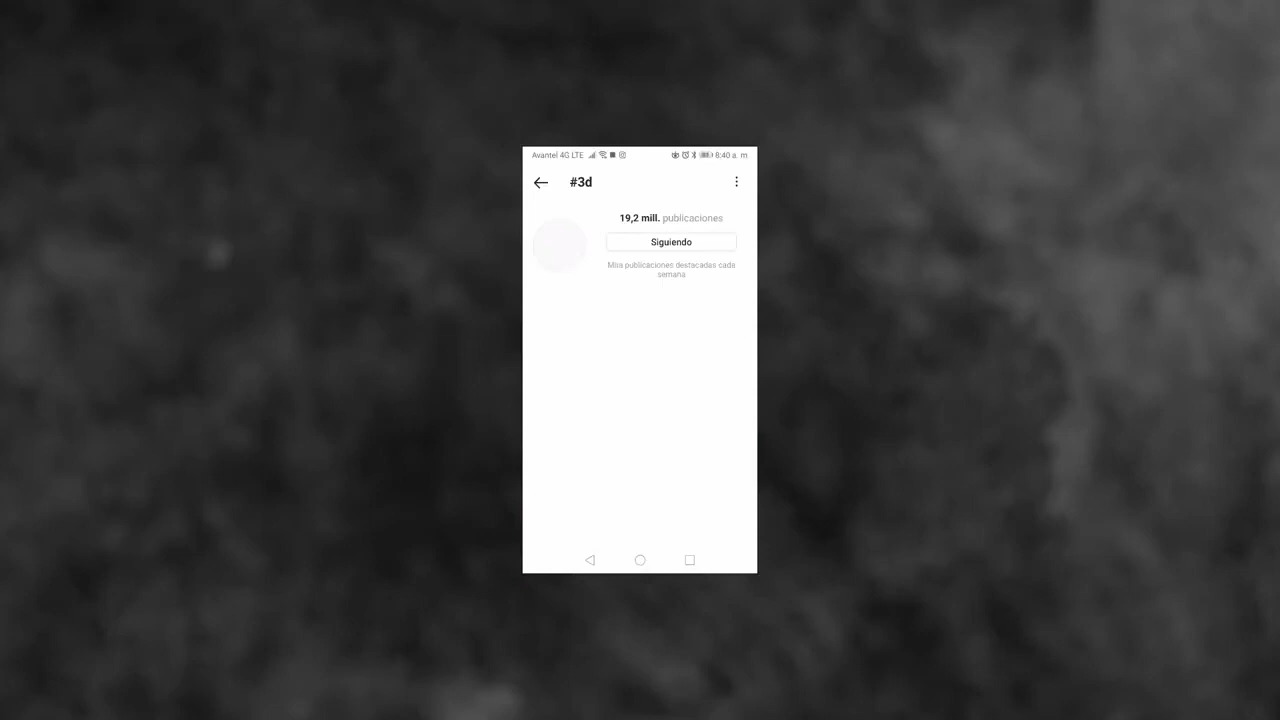 Avantel 4G LTE 8:40 a. m
#3d
19,2 mill. publicaciones
Siguiendo
Mira publicaciones destacadas cada
semana